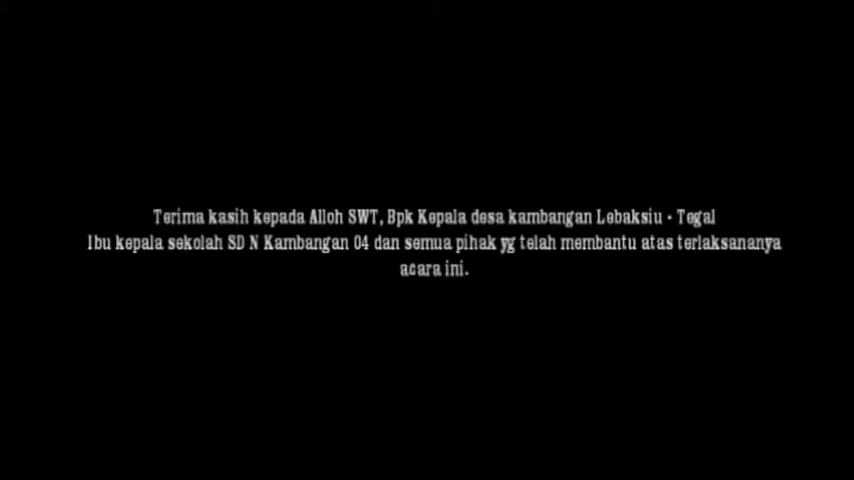 Terima kasih kepada Alloh SWT, Bpk Kepala desa kambangan Lebaksiu - Tegal
Ibu kepala sekolah SD N Kambangan 04 dan semua pihak yg telah membantu atas terlaksananya
acara ini.